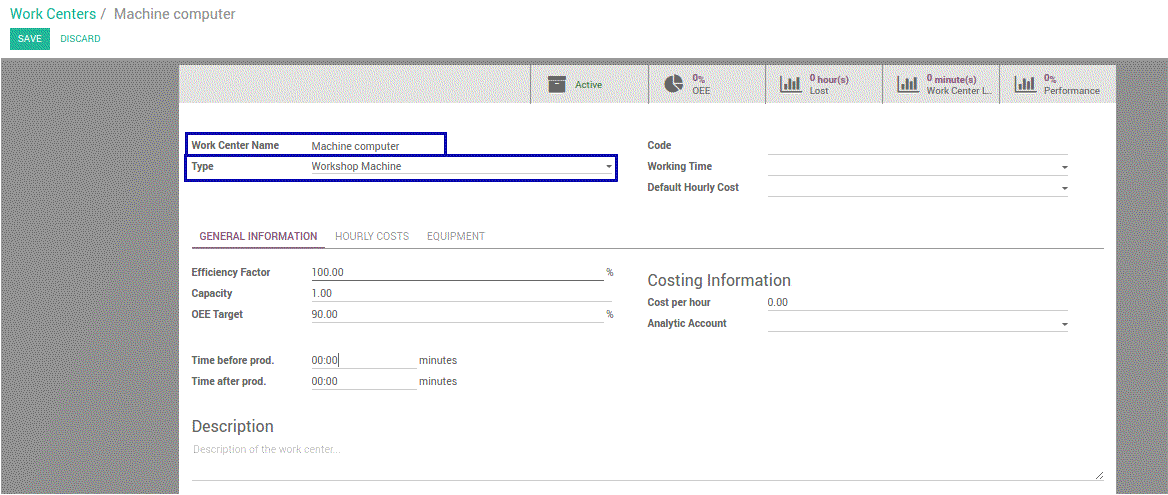 Work Centers / Machine computer
SAVE DISCARD
Active
0%
OEE
0 hour(s)
Lost
0 minute(s)
Work Center L...
0%
Performance
Work Center Name Machine computer
Type Workshop Machine
Code
Working Time
Default Hourly Cost
GENERAL INFORMATION HOURLY COSTS EQUIPMENT
Efficiency Factor 100.00 %
Capacity 1.00
OEE Target 90.00 %
Costing Information
Cost per hour 0.00
Analytic Account
Time before prod. 00:00 minutes
Time after prod. 00:00 minutes
Description
Description of the work center...